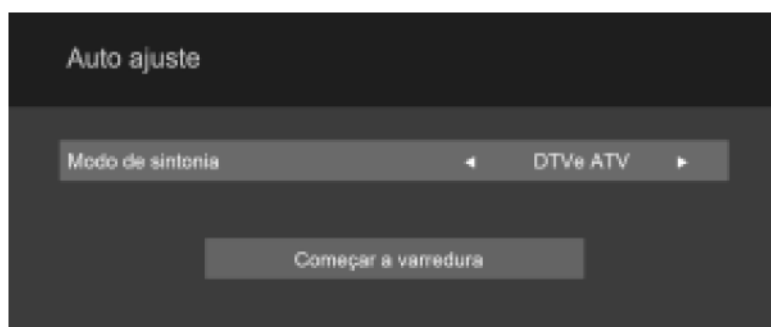 Auto ajuste
Modo de sintonia ◄ DTVe ATV ►
Começar a varredura